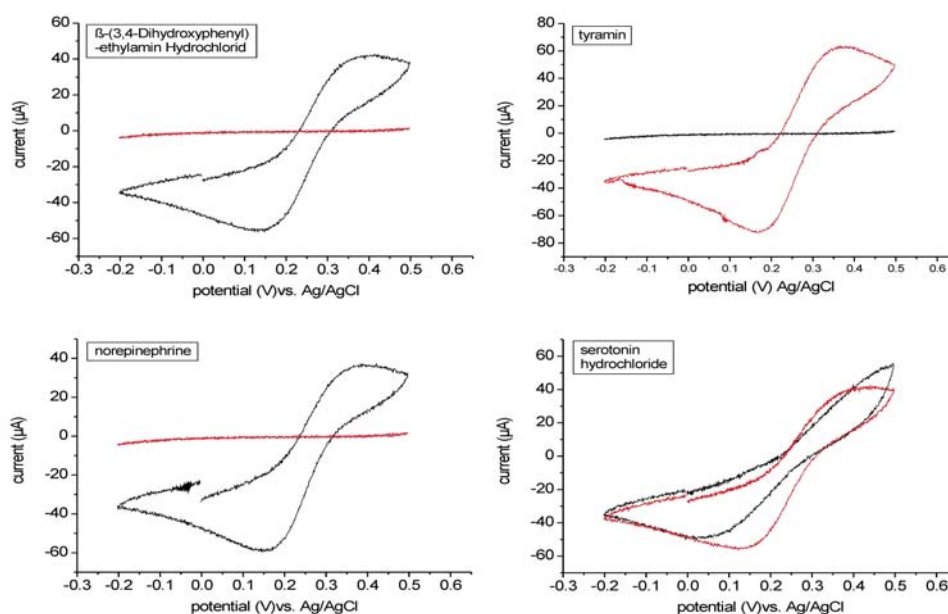 ß-(3,4-Dihydroxyphenyl)
-ethylamin Hydrochlorid
60
40
20
0
-20
-40
-60
current (µA)
-0.3 -0.2 -0.1 0.0 0.1 0.2 0.3 0.4 0.5 0.6
potential (V)vs. Ag/AgCl
tyramin
80
60
40
20
0
-20
-40
-60
-80
current (µA)
-0.3 -0.2 -0.1 0.0 0.1 0.2 0.3 0.4 0.5 0.6
potential (V) Ag/AgCl
norepinephrine
40
20
0
-20
-40
-60
current (µA)
-0.3 -0.2 -0.1 0.0 0.1 0.2 0.3 0.4 0.5 0.6
potential (V)vs. Ag/AgCl
serotonin
hydrochloride
60
40
20
0
-20
-40
-60
current (µA)
-0.3 -0.2 -0.1 0.0 0.1 0.2 0.3 0.4 0.5 0.6
potential (V)vs. Ag/AgCl